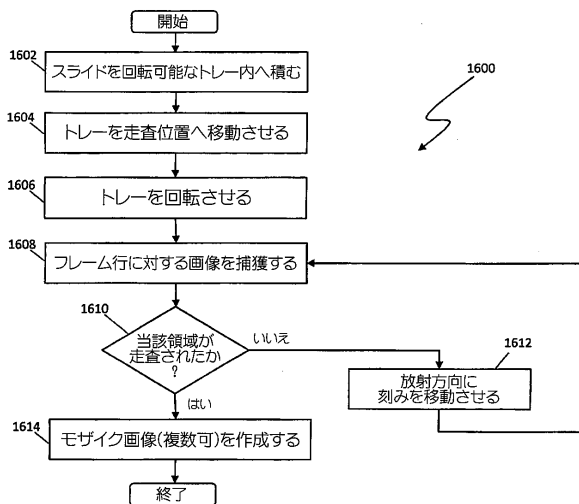 開始
1602
スライドを回転可能なトレー内へ積む
1600
1604
トレーを走査位置へ移動させる
1606
トレーを回転させる
1608
フレーム行に対する画像を捕獲する
1610
当該領域が
走査されたか
?
いいえ
1612
放射方向に
刻みを移動させる
はい
1614
モザイク画像(複数可)を作成する
終了